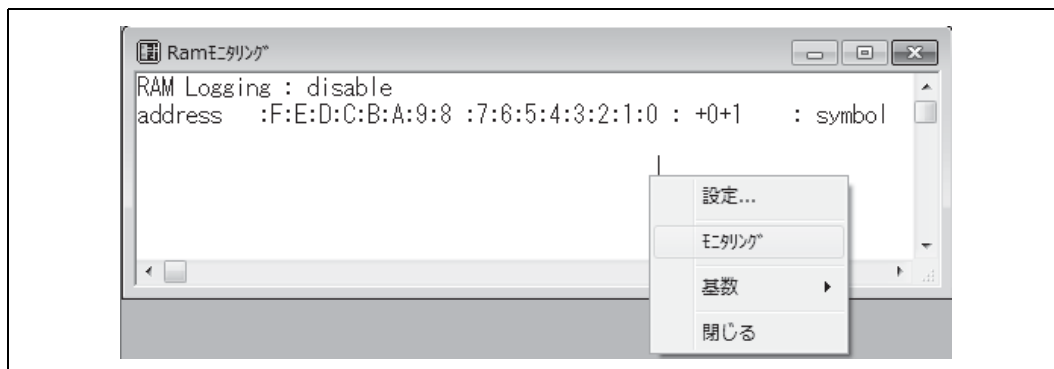 Ramﾓﾆﾀﾘﾝｸﾞ
RAM Logging : disable
address   :F:E:D:C:B:A:9:8 :7:6:5:4:3:2:1:0 : +0+1    : symbol
設定...
ﾓﾆﾀﾘﾝｸﾞ
基数
閉じる